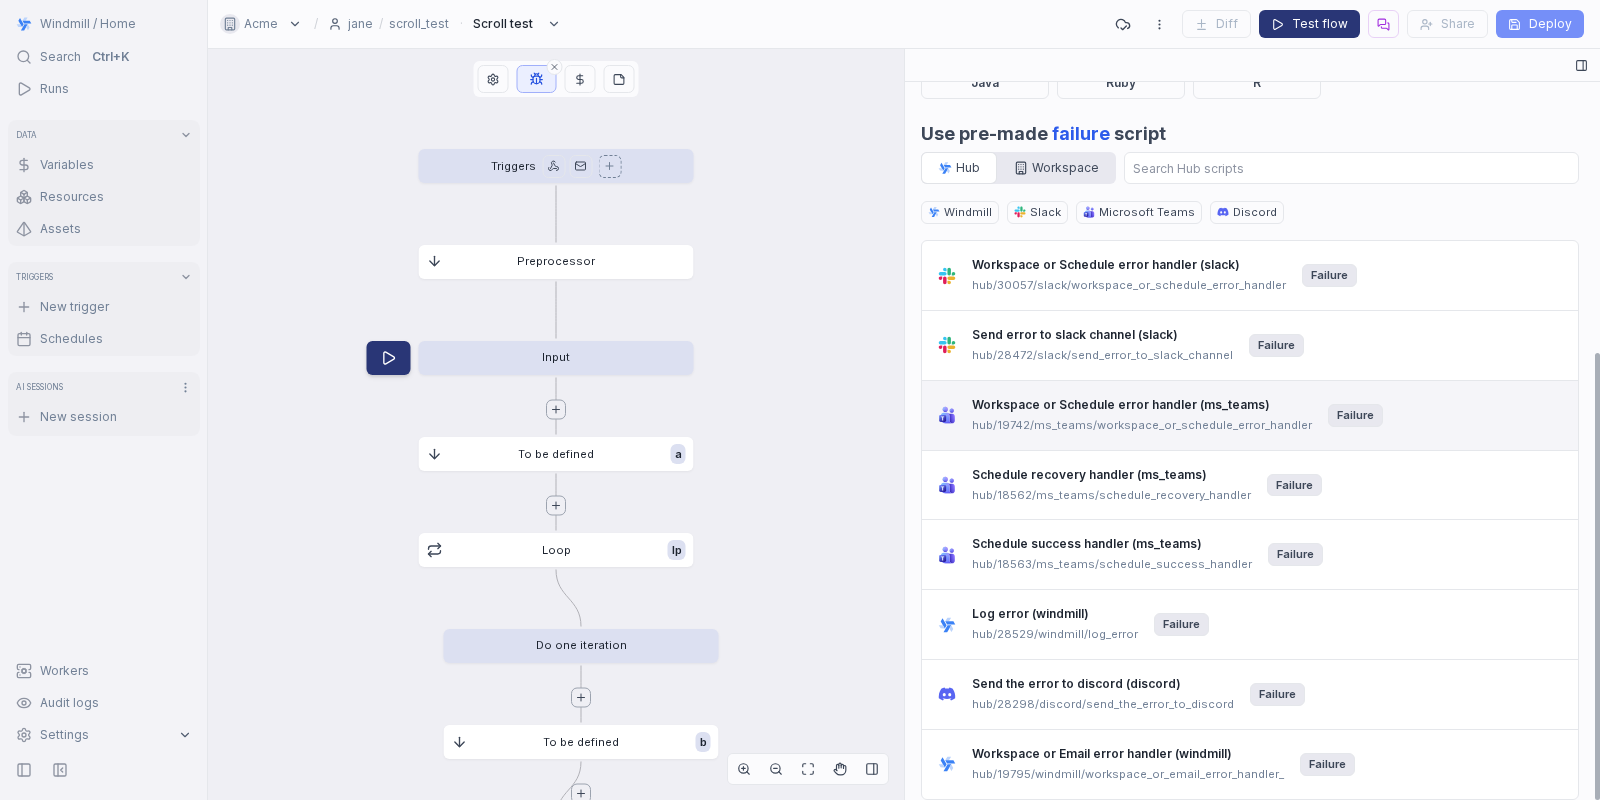 Windmill / Home
Search Ctrl+K
Runs
DATA
Variables
Resources
Assets
TRIGGERS
New trigger
Schedules
AI SESSIONS
New session
Workers
Audit logs
Settings
Acme / jane / scroll_test · Scroll test
Diff
Test flow
Share
Deploy
Triggers
Preprocessor
Input
To be defined a
Loop lp
Do one iteration
To be defined b
Java
Ruby
R
Use pre-made failure script
Hub
Workspace
Search Hub scripts
Windmill
Slack
Microsoft Teams
Discord
Workspace or Schedule error handler (slack)
hub/30057/slack/workspace_or_schedule_error_handler
Failure
Send error to slack channel (slack)
hub/28472/slack/send_error_to_slack_channel
Failure
Workspace or Schedule error handler (ms_teams)
hub/19742/ms_teams/workspace_or_schedule_error_handler
Failure
Schedule recovery handler (ms_teams)
hub/18562/ms_teams/schedule_recovery_handler
Failure
Schedule success handler (ms_teams)
hub/18563/ms_teams/schedule_success_handler
Failure
Log error (windmill)
hub/28529/windmill/log_error
Failure
Send the error to discord (discord)
hub/28298/discord/send_the_error_to_discord
Failure
Workspace or Email error handler (windmill)
hub/19795/windmill/workspace_or_email_error_handler_
Failure